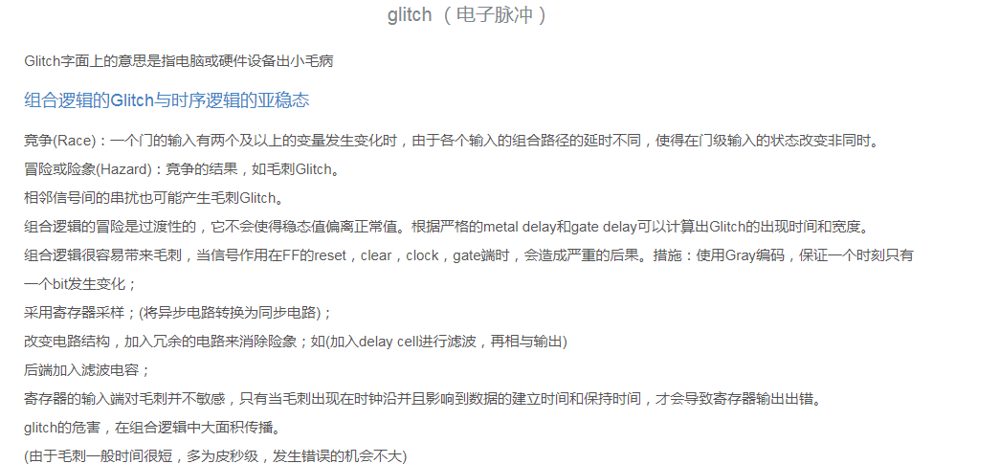 glitch （电子脉冲）
Glitch字面上的意思是指电脑或硬件设备出小毛病
组合逻辑的Glitch与时序逻辑的亚稳态
竞争(Race)：一个门的输入有两个及以上的变量发生变化时，由于各个输入的组合路径的延时不同，使得在门级输入的状态改变非同时。
冒险或险象(Hazard)：竞争的结果，如毛刺Glitch。
相邻信号间的串扰也可能产生毛刺Glitch。
组合逻辑的冒险是过渡性的，它不会使得稳态值偏离正常值。根据严格的metal delay和gate delay可以计算出Glitch的出现时间和宽度。
组合逻辑很容易带来毛刺，当信号作用在FF的reset，clear，clock，gate端时，会造成严重的后果。措施：使用Gray编码，保证一个时刻只有
一个bit发生变化；
采用寄存器采样；(将异步电路转换为同步电路)；
改变电路结构，加入冗余的电路来消除险象；如(加入delay cell进行滤波，再相与输出)
后端加入滤波电容；
寄存器的输入端对毛刺并不敏感，只有当毛刺出现在时钟沿并且影响到数据的建立时间和保持时间，才会导致寄存器输出出错。
glitch的危害，在组合逻辑中大面积传播。
(由于毛刺一般时间很短，多为皮秒级，发生错误的机会不大)